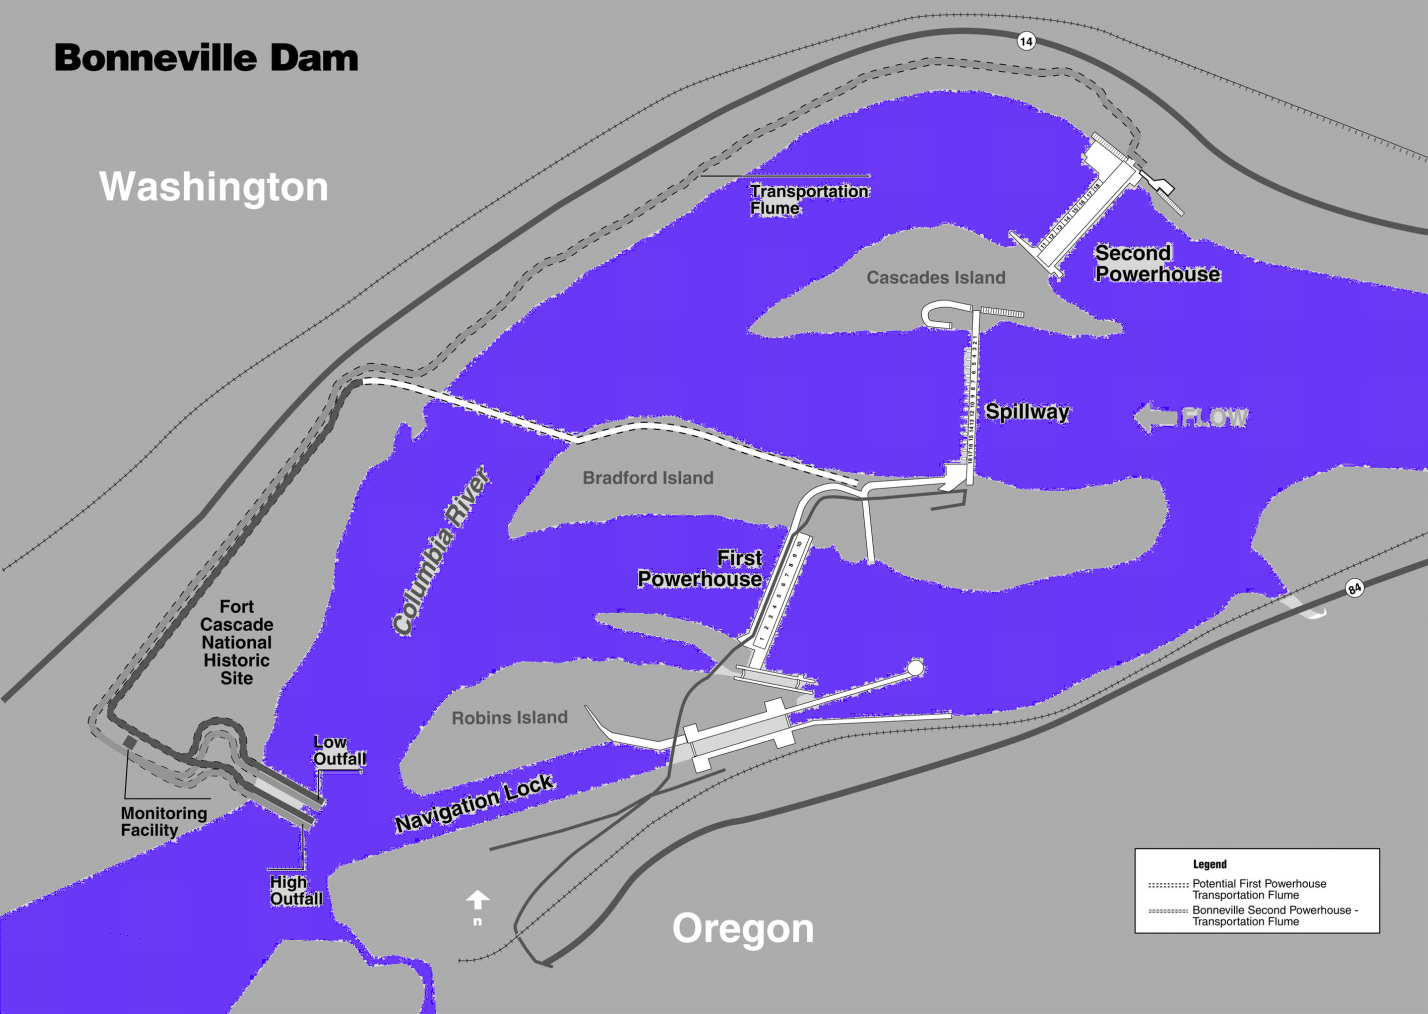 Bonneville Dam
14
Washington
Transportation
Flume
Second
Powerhouse
Cascades Island
Spillway
FLOW
Bradford Island
Columbia River
First
Powerhouse
84
Fort
Cascade
National
Historic
Site
Robins Island
Low
Outfall
Navigation Lock
Monitoring
Facility
High
Outfall
n
Oregon
Legend
Potential First Powerhouse
Transportation Flume
Bonneville Second Powerhouse -
Transportation Flume